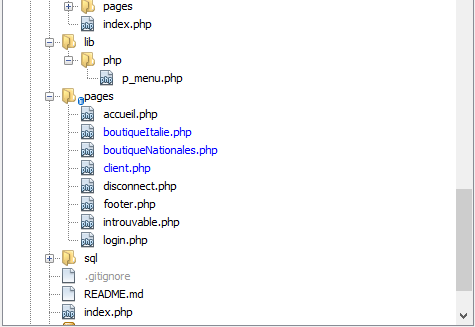 pages
index.php
lib
php
p_menu.php
pages
accueil.php
boutiqueItalie.php
boutiqueNationales.php
client.php
disconnect.php
footer.php
introuvable.php
login.php
sql
.gitignore
README.md
index.php